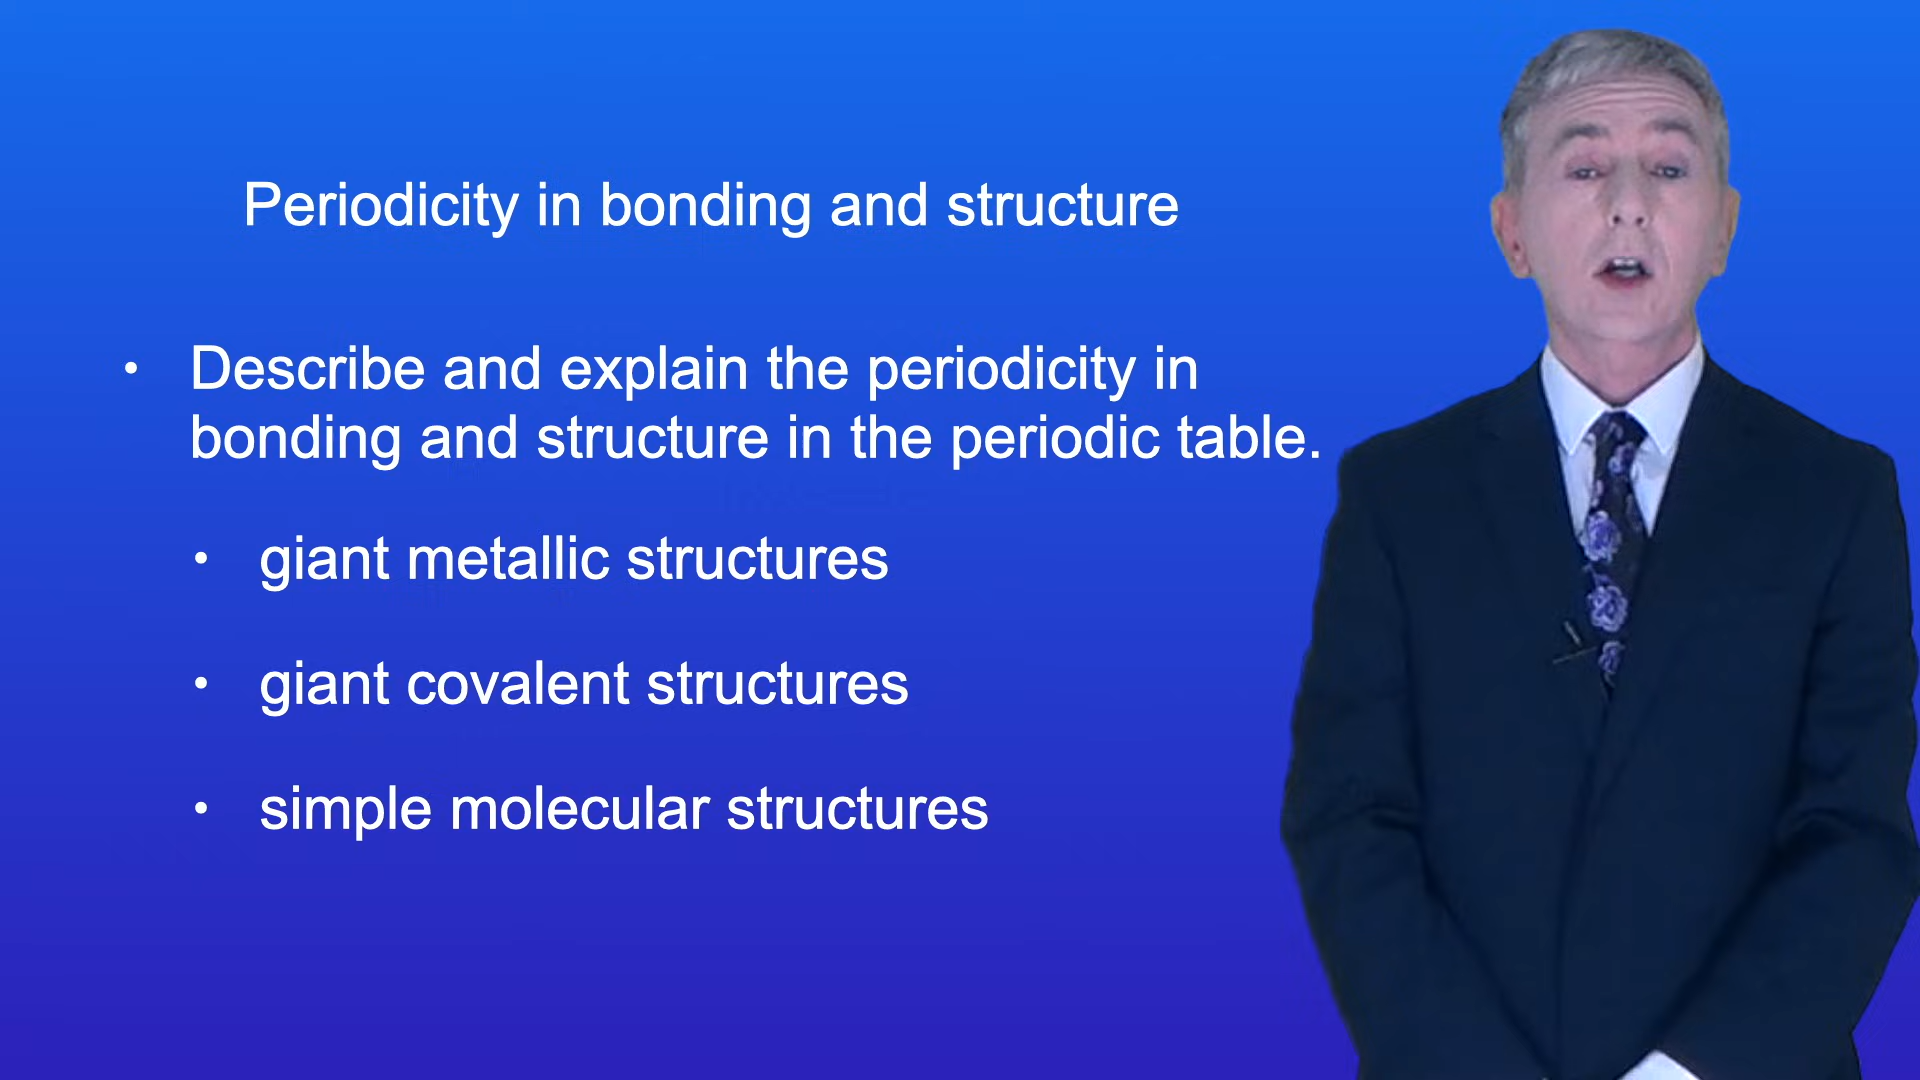 Periodicity in bonding and structure
• Describe and explain the periodicity in
bonding and structure in the periodic table.
• giant metallic structures
• giant covalent structures
• simple molecular structures